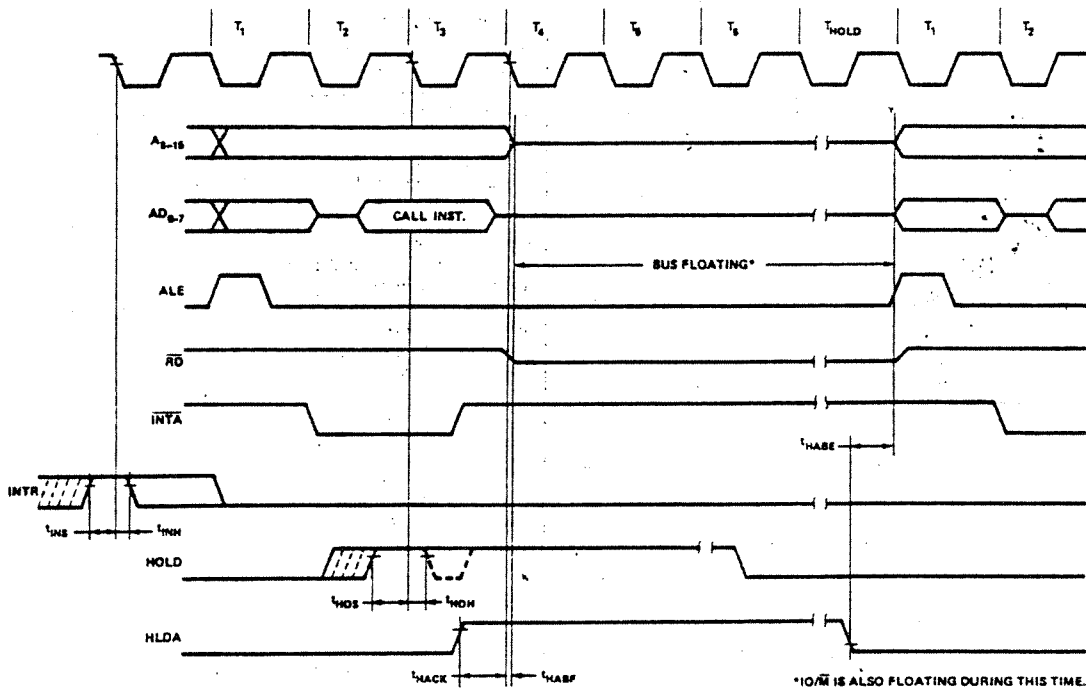 T1 T2 T3 T4 T5 T6 THOLD T1 T2
A8–15
AD0–7
CALL INST.
BUS FLOATING*
ALE
RD
INTA
tHABE
INTR
tINS
tINH
HOLD
tHDS
tHDH
HLDA
tHACK
tHABF
*IO/M IS ALSO FLOATING DURING THIS TIME.